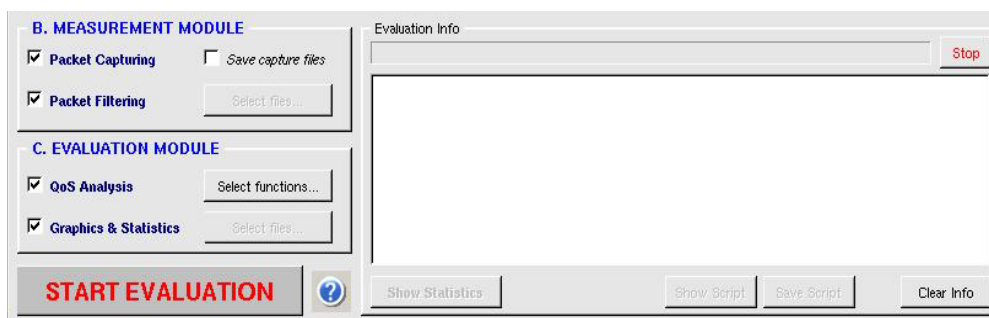 B. MEASUREMENT MODULE
Packet Capturing
Save capture files
Packet Filtering
Select files...
C. EVALUATION MODULE
QoS Analysis
Select functions...
Graphics & Statistics
Select files...
START EVALUATION
?
Evaluation Info
Stop
Show Statistics
Show Script
Save Script
Clear Info